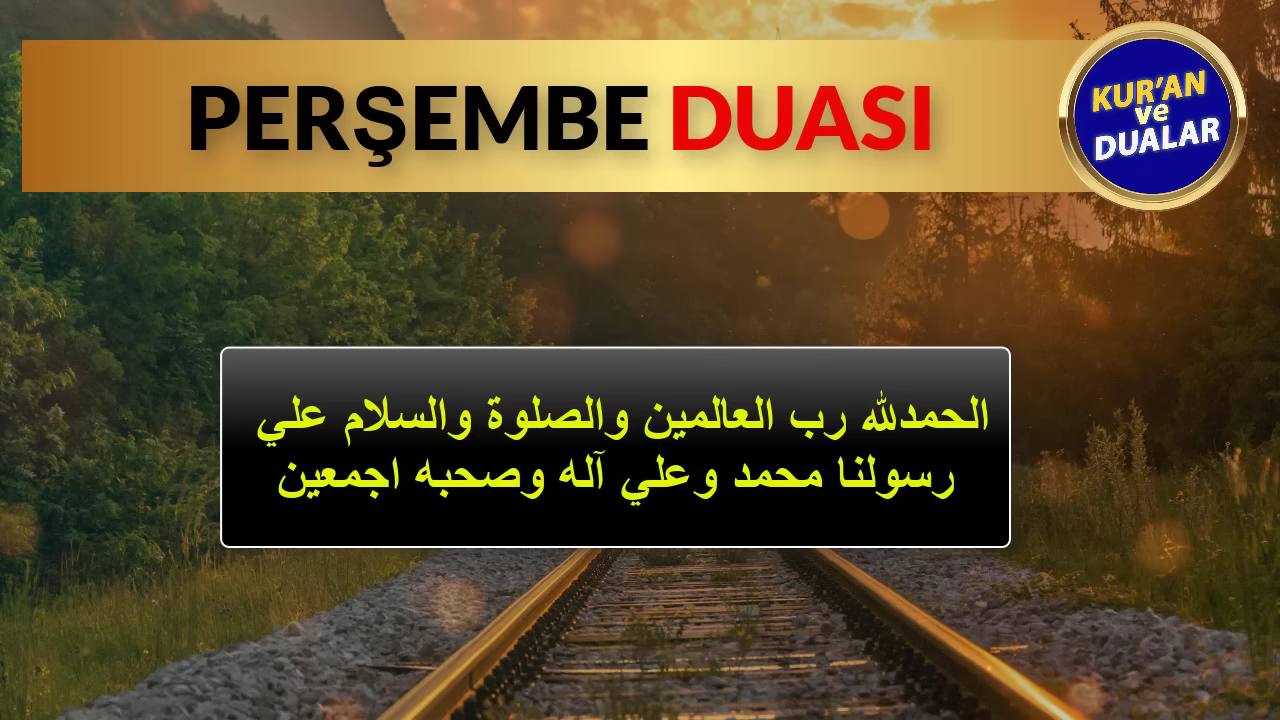 PERŞEMBE DUASI
KUR'AN
ve
DUALAR
الحمدلله رب العالمين والصلوة والسلام علي
رسولنا محمد وعلي آله وصحبه اجمعين